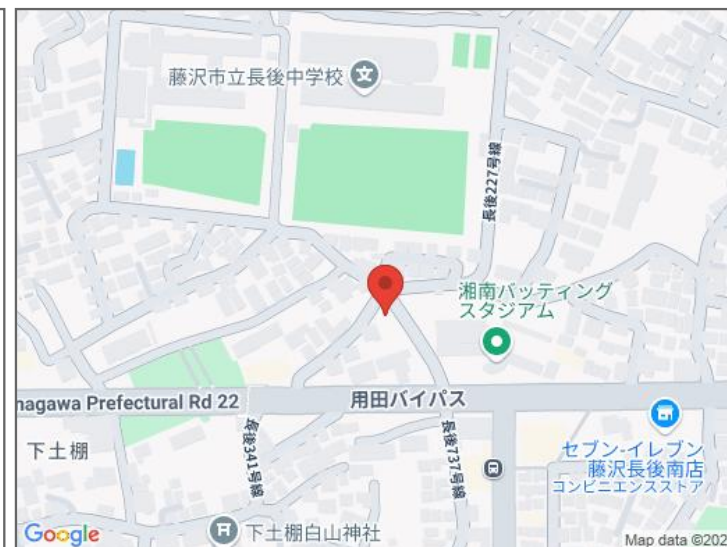 藤沢市立長後中学校
長後227号線
湘南バッティング
スタジアム
nagawa Prefectural Rd 22
用田バイパス
下土棚
長後341号線
長後737号線
セブン-イレブン
藤沢長後南店
コンビニエンスストア
下土棚白山神社
Google
Map data ©202